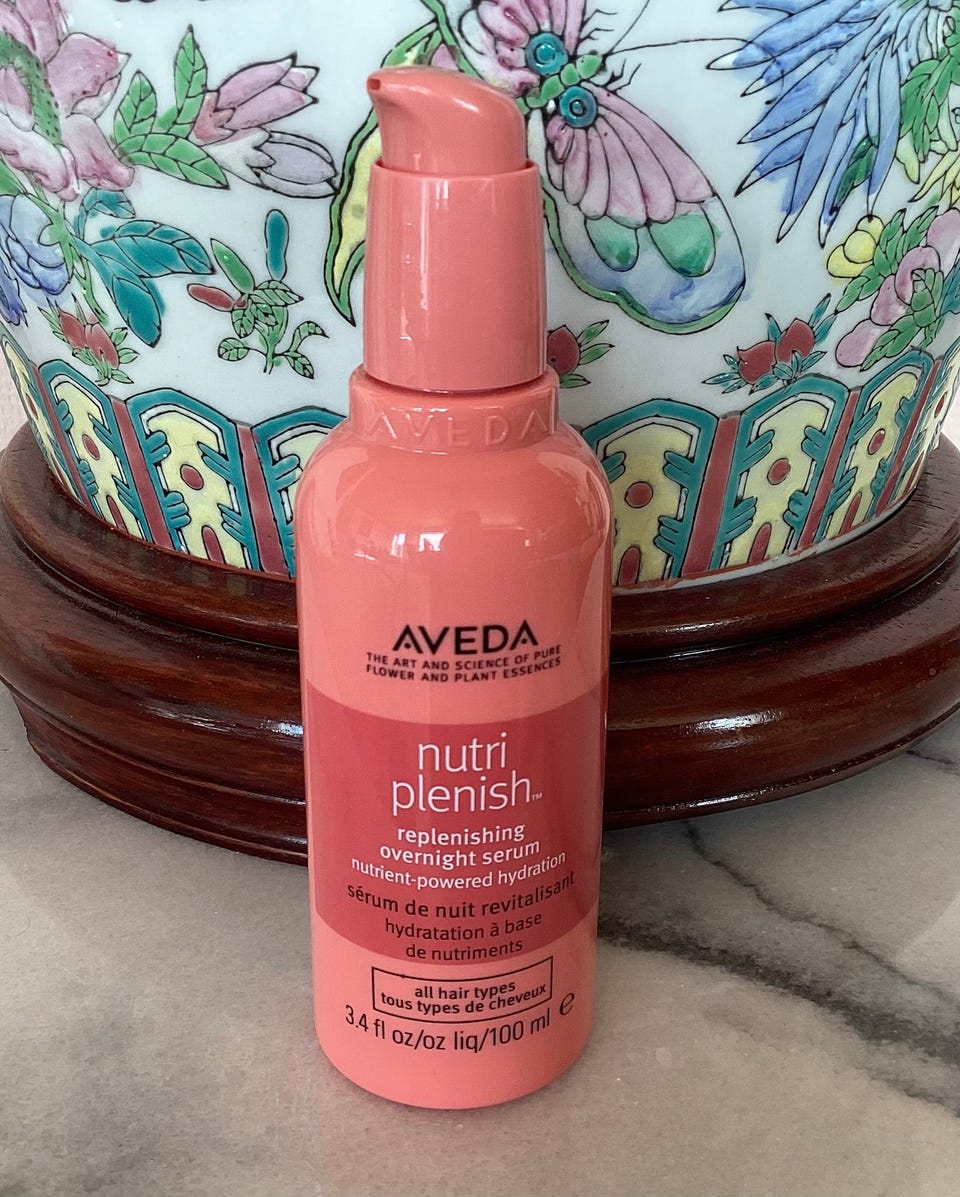 AVEDA
AVEDA
THE ART AND SCIENCE OF PURE
FLOWER AND PLANT ESSENCES
nutri
plenish™
replenishing
overnight serum
nutrient-powered hydration
sérum de nuit revitalisant
hydratation à base
de nutriments
all hair types
tous types de cheveux
3.4 fl oz/oz liq/100 ml ℮